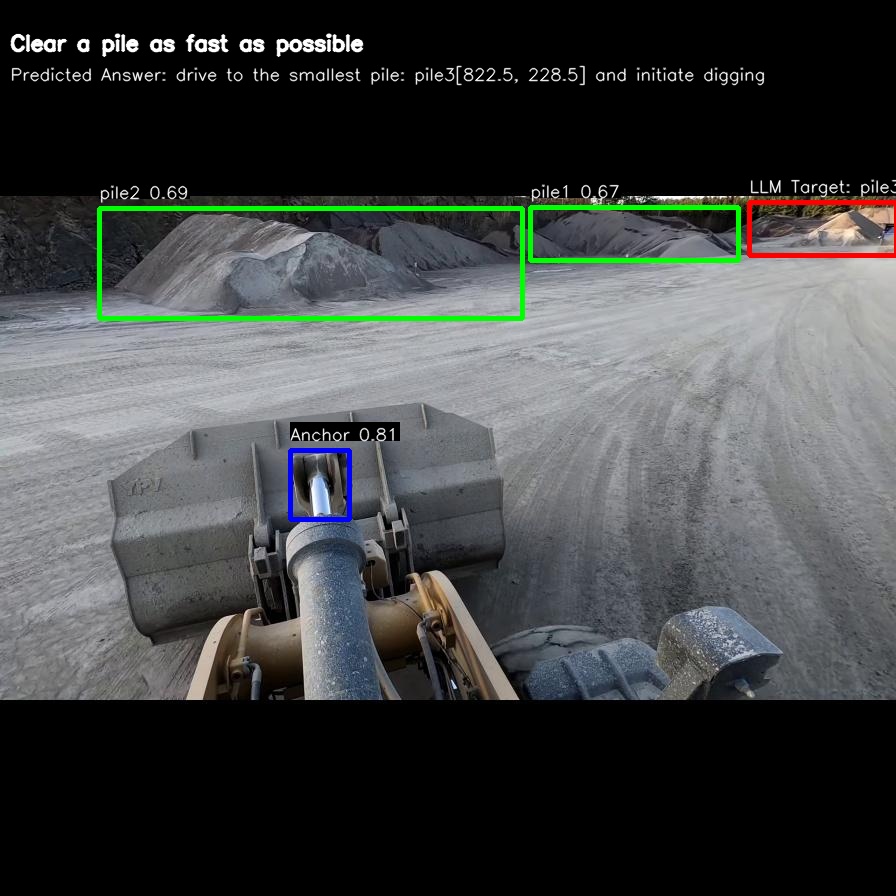 Clear a pile as fast as possible
Predicted Answer: drive to the smallest pile: pile3[822.5, 228.5] and initiate digging
pile2 0.69
pile1 0.67
LLM Target: pile3
Anchor 0.81